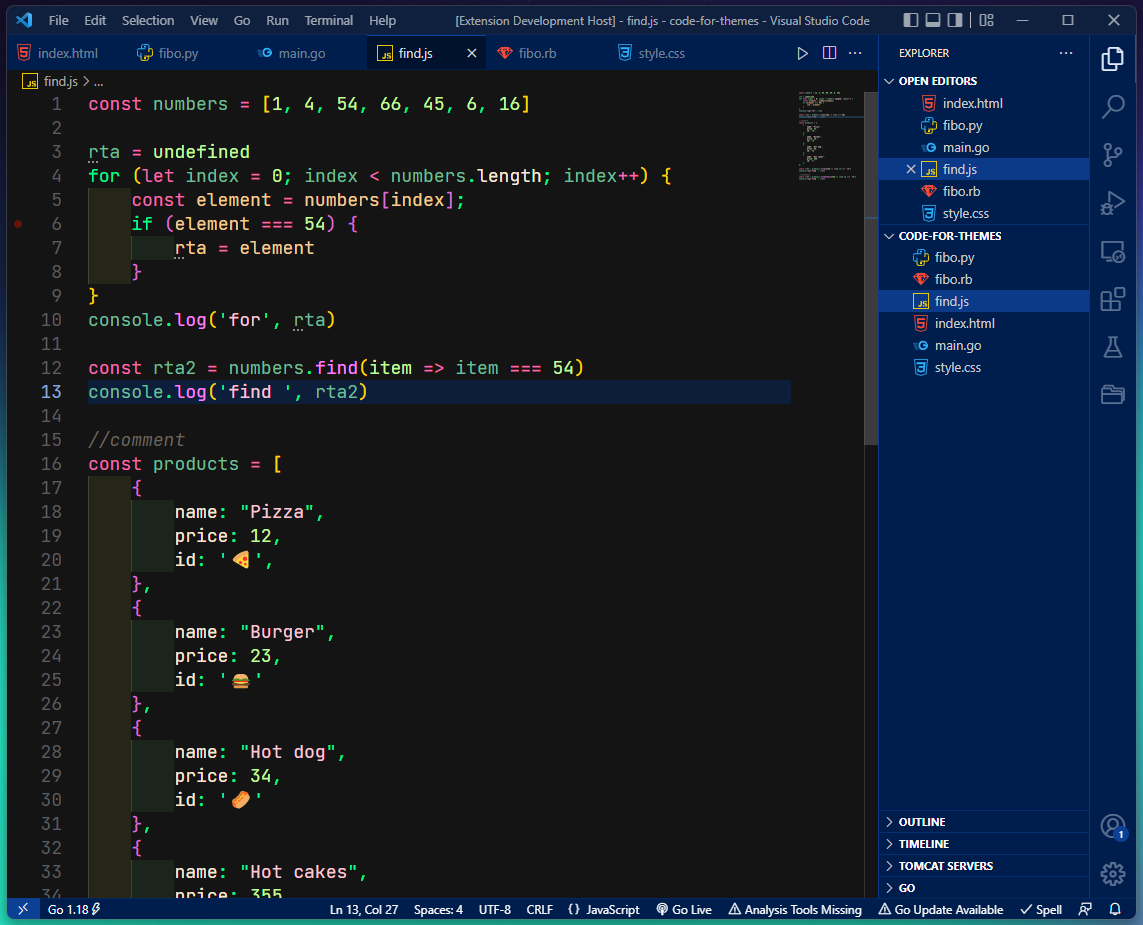 File Edit Selection View Go Run Terminal Help [Extension Development Host] - find.js - code-for-themes - Visual Studio Code
index.html fibo.py main.go find.js fibo.rb style.css
find.js > ...
1 const numbers = [1, 4, 54, 66, 45, 6, 16]
2
3 rta = undefined
4 for (let index = 0; index < numbers.length; index++) {
5 const element = numbers[index];
6 if (element === 54) {
7 rta = element
8 }
9 }
10 console.log('for', rta)
11
12 const rta2 = numbers.find(item => item === 54)
13 console.log('find ', rta2)
14
15 //comment
16 const products = [
17 {
18 name: "Pizza",
19 price: 12,
20 id: '🍕',
21 },
22 {
23 name: "Burger",
24 price: 23,
25 id: '🍔'
26 },
27 {
28 name: "Hot dog",
29 price: 34,
30 id: '🌭'
31 },
32 {
33 name: "Hot cakes",
34 price: 355
EXPLORER
OPEN EDITORS
index.html
fibo.py
main.go
find.js
fibo.rb
style.css
CODE-FOR-THEMES
fibo.py
fibo.rb
find.js
index.html
main.go
style.css
OUTLINE
TIMELINE
TOMCAT SERVERS
GO
1
Go 1.18 Ln 13, Col 27 Spaces: 4 UTF-8 CRLF {} JavaScript Go Live Analysis Tools Missing Go Update Available Spell